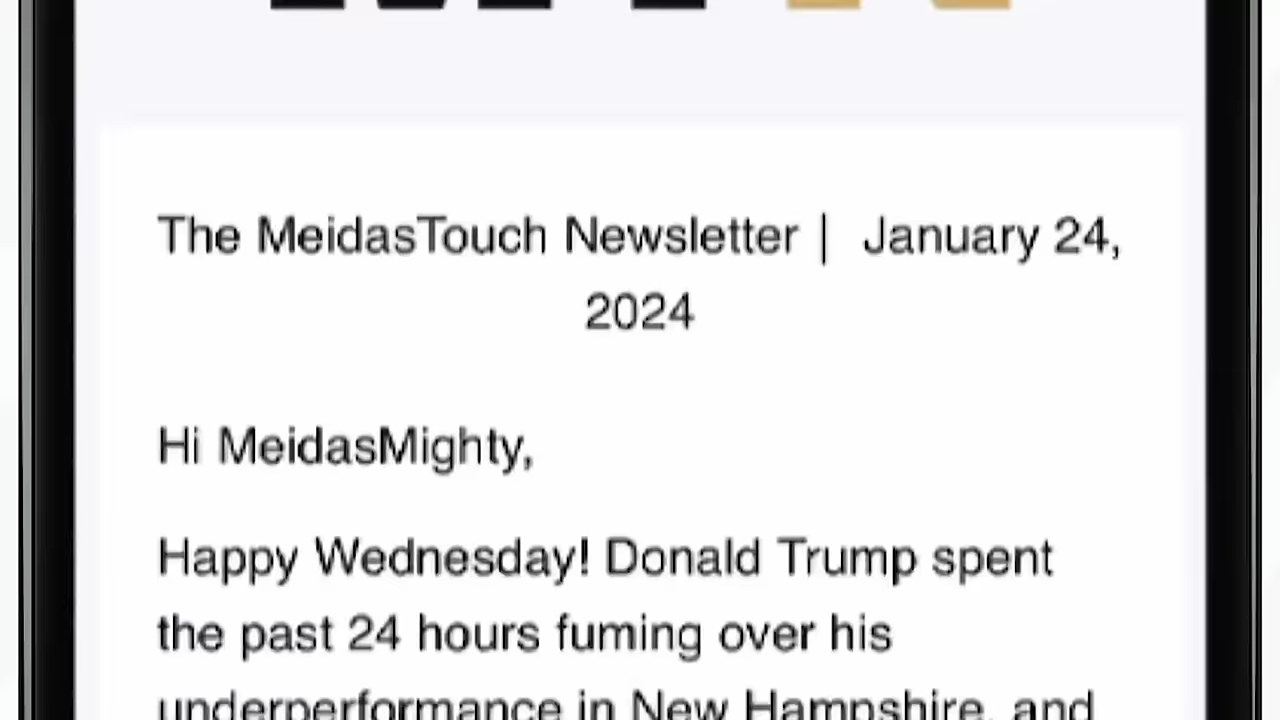 The MeidasTouch Newsletter | January 24,
2024
Hi MeidasMighty,
Happy Wednesday! Donald Trump spent
the past 24 hours fuming over his
underperformance in New Hampshire, and